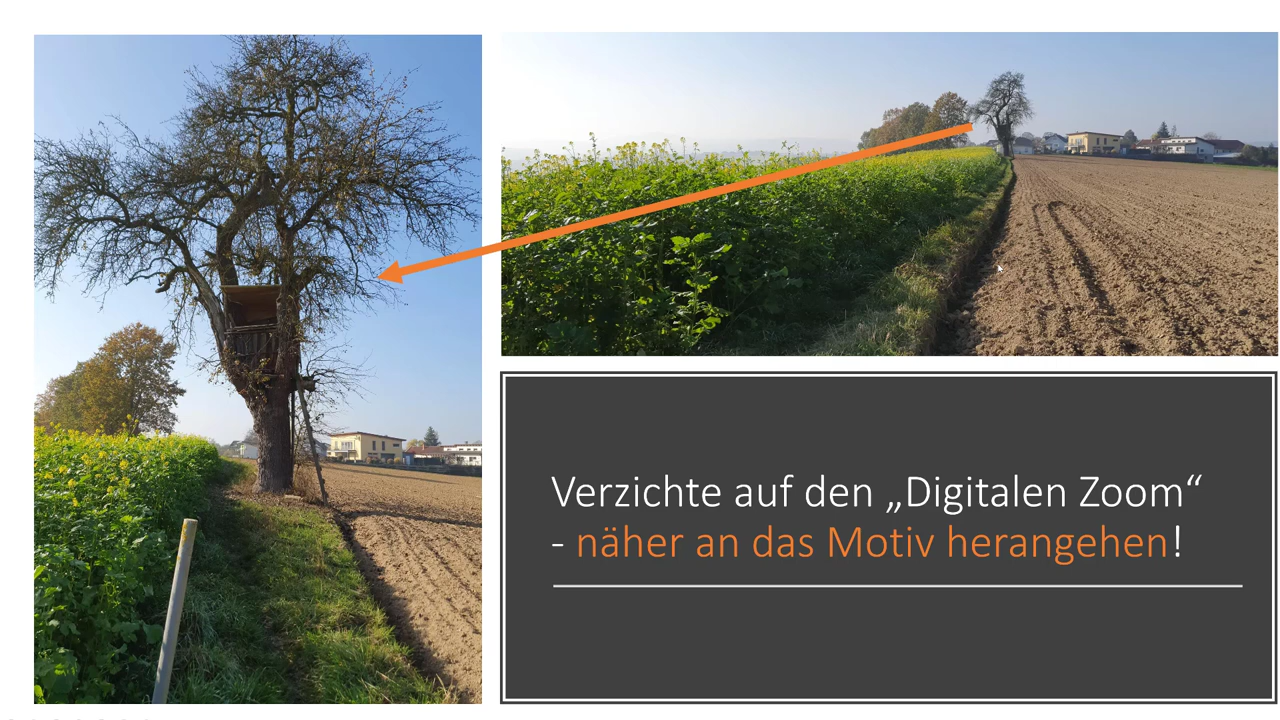 Verzichte auf den „Digitalen Zoom“
- näher an das Motiv herangehen!